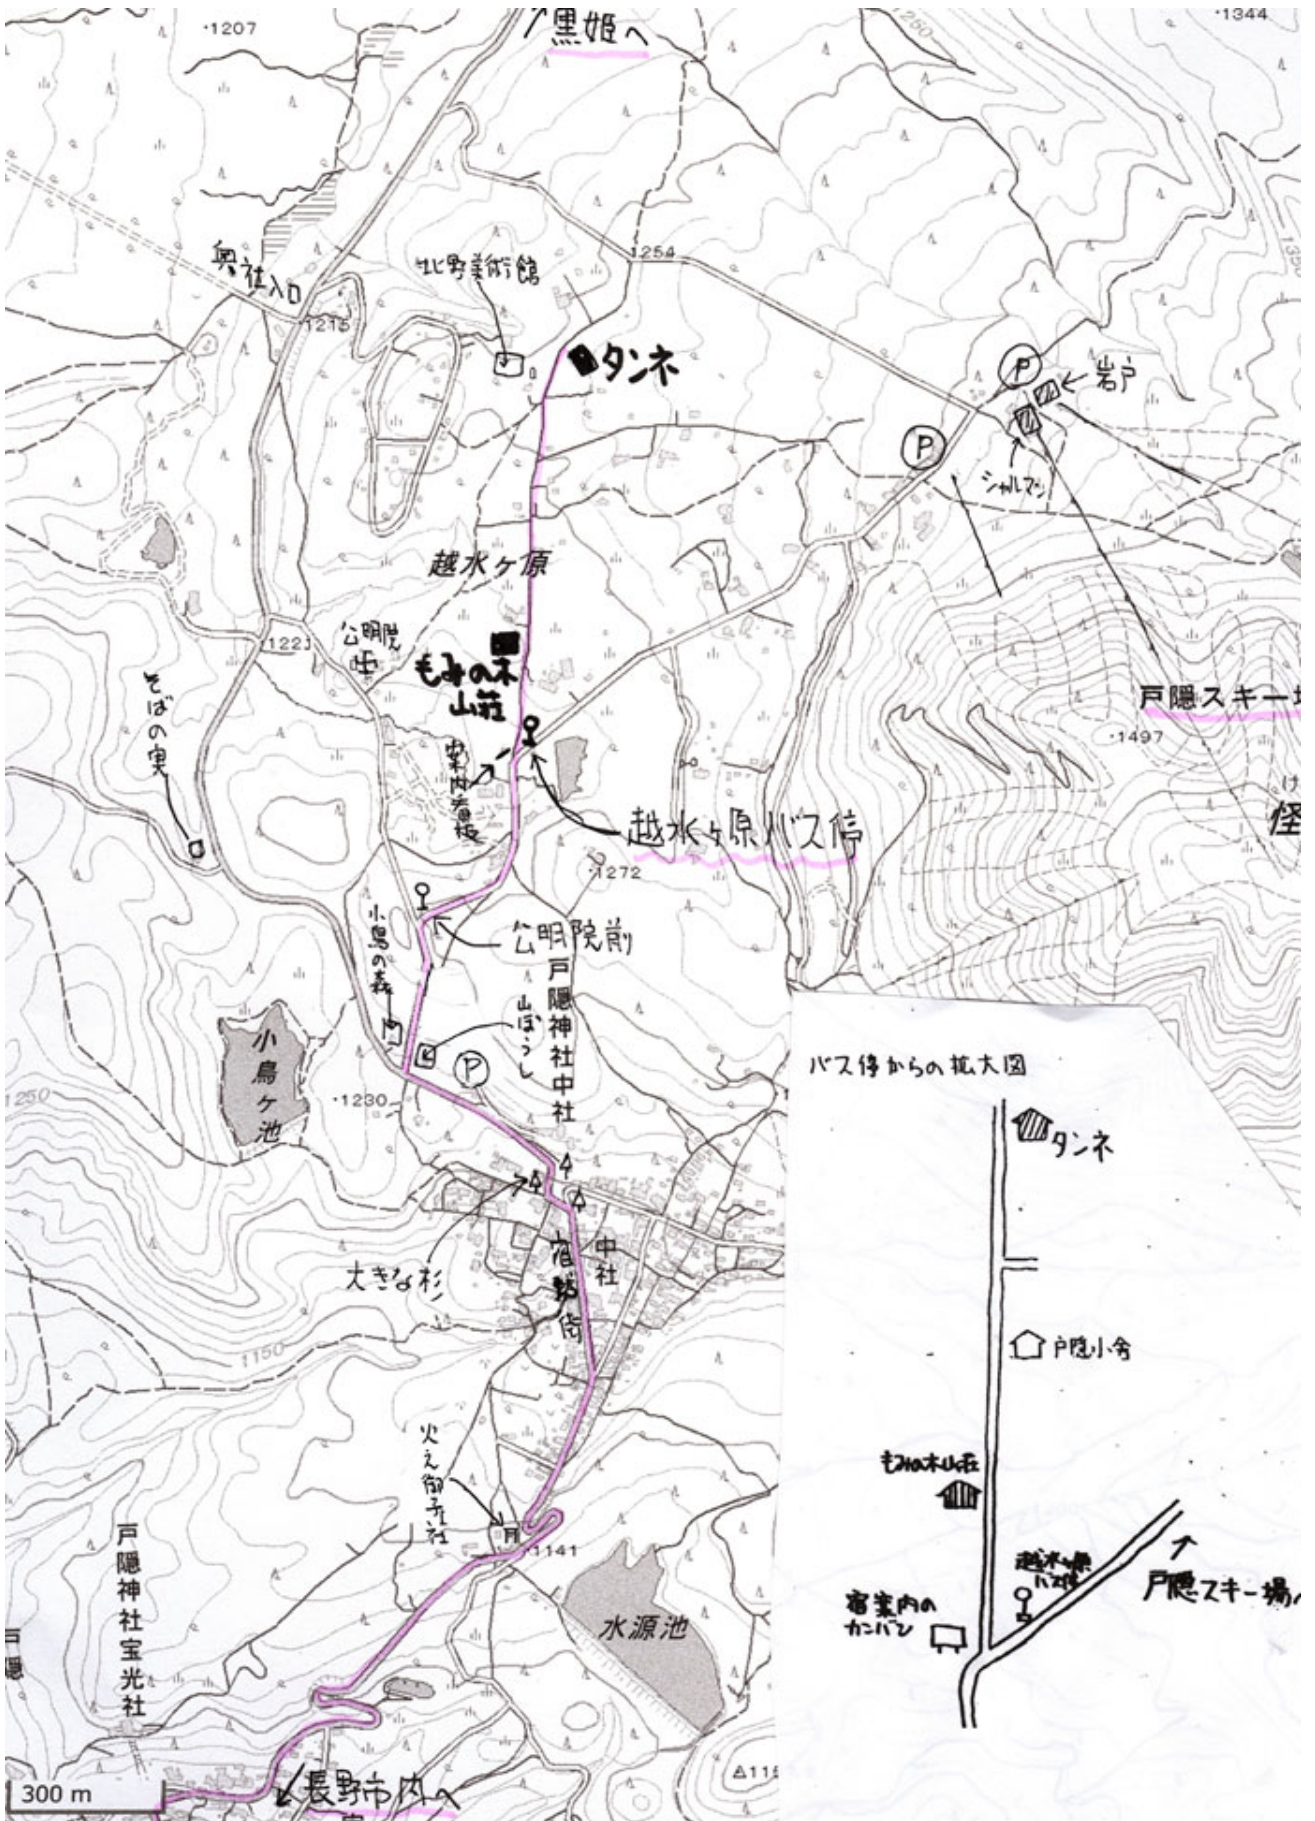 黒姫へ
・1207
1250
・1344
1350
奥社入口
北野美術館
1254
・1215
タンネ
P
岩戸
P
シャルマン
越水ヶ原
公明院
1221
もみの木
山荘
戸隠スキー場
・1497
そばの実
案内看板
越水ヶ原バス停
・1272
公明院前
小鳥の森
山ぼうし
P
戸隠神社中社
小鳥ヶ池
・1230
1250
大きな杉
中社
宿坊街
1150
火之御子社
・1141
水源池
戸隠神社宝光社
戸隠
300 m
長野市内へ
バス停からの拡大図
タンネ
戸隠小舎
もみの木山荘
越水ヶ原
バス停
戸隠スキー場へ
宿案内の
カンバン